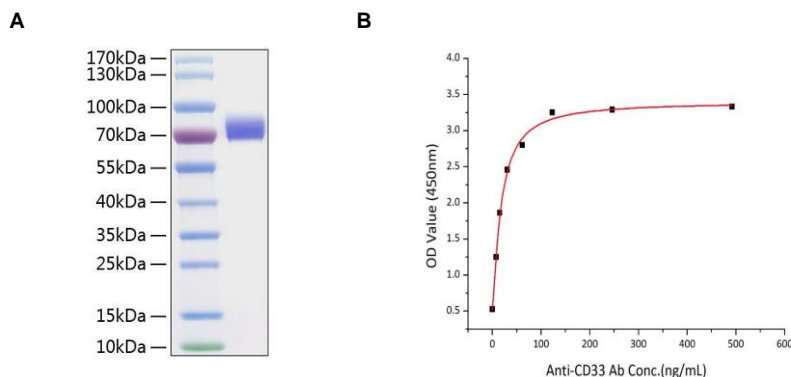 A
B
170kDa
130kDa
100kDa
70kDa
55kDa
40kDa
35kDa
25kDa
15kDa
10kDa
4.0
3.5
3.0
2.5
2.0
1.5
1.0
0.5
OD Value (450nm)
0 100 200 300 400 500 600
Anti-CD33 Ab Conc.(ng/mL)